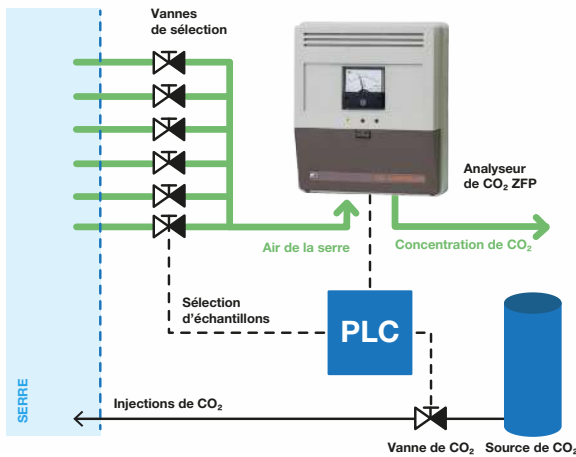 Vannes
de sélection
Analyseur
de CO₂ ZFP
Air de la serre
Concentration de CO₂
Sélection
d'échantillons
PLC
SERRE
Injections de CO₂
Vanne de CO₂
Source de CO₂